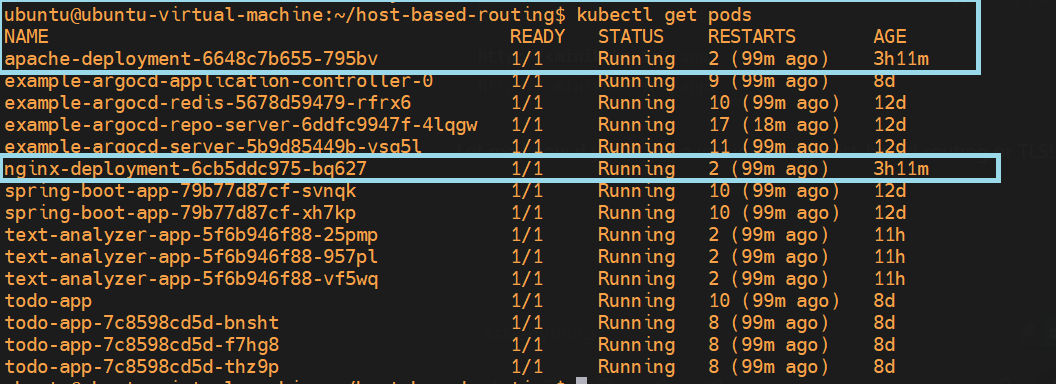 ubuntu@ubuntu-virtual-machine:~/host-based-routing$ kubectl get pods
NAME READY STATUS RESTARTS AGE
apache-deployment-6648c7b655-795bv 1/1 Running 2 (99m ago) 3h11m
example-argocd-application-controller-0 1/1 Running 9 (99m ago) 8d
example-argocd-redis-5678d59479-rfrx6 1/1 Running 10 (99m ago) 12d
example-argocd-repo-server-6ddfc9947f-4lqgw 1/1 Running 17 (18m ago) 12d
example-argocd-server-5b9d85449b-vsg5l 1/1 Running 11 (99m ago) 12d
nginx-deployment-6cb5ddc975-bq627 1/1 Running 2 (99m ago) 3h11m
spring-boot-app-79b77d87cf-svnqk 1/1 Running 10 (99m ago) 12d
spring-boot-app-79b77d87cf-xh7kp 1/1 Running 10 (99m ago) 12d
text-analyzer-app-5f6b946f88-25pmp 1/1 Running 2 (99m ago) 11h
text-analyzer-app-5f6b946f88-957pl 1/1 Running 2 (99m ago) 11h
text-analyzer-app-5f6b946f88-vf5wq 1/1 Running 2 (99m ago) 11h
todo-app 1/1 Running 10 (99m ago) 8d
todo-app-7c8598cd5d-bnsht 1/1 Running 8 (99m ago) 8d
todo-app-7c8598cd5d-f7hg8 1/1 Running 8 (99m ago) 8d
todo-app-7c8598cd5d-thz9p 1/1 Running 8 (99m ago) 8d